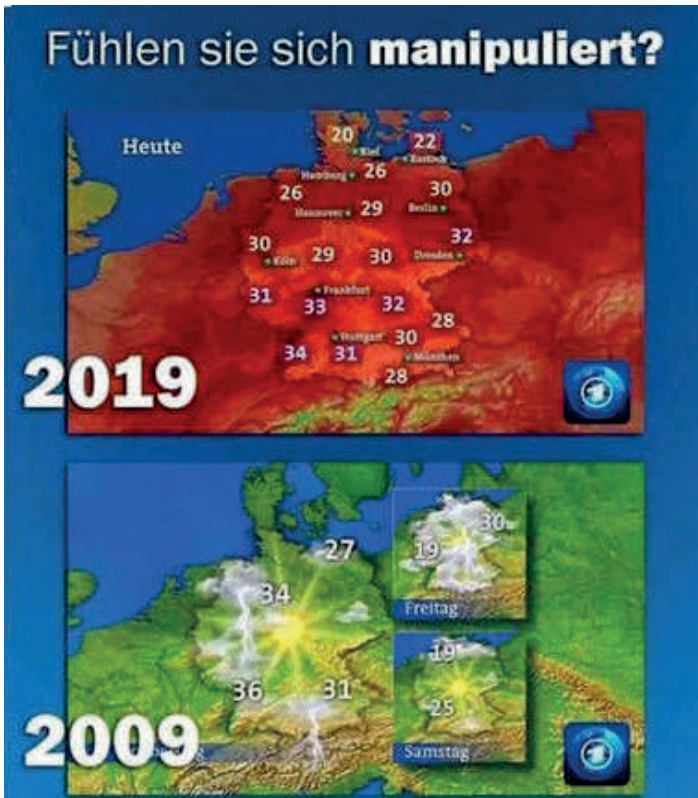 Fühlen sie sich manipuliert?
Heute
20
22
Kiel
Rostock
Hamburg
26
26
30
Hannover
29
Berlin
30
32
Köln
29
30
Dresden
31
Frankfurt
33
32
28
Stuttgart
30
34
31
München
28
2019
27
30
19
34
Freitag
19
36
31
25
2009
Samstag